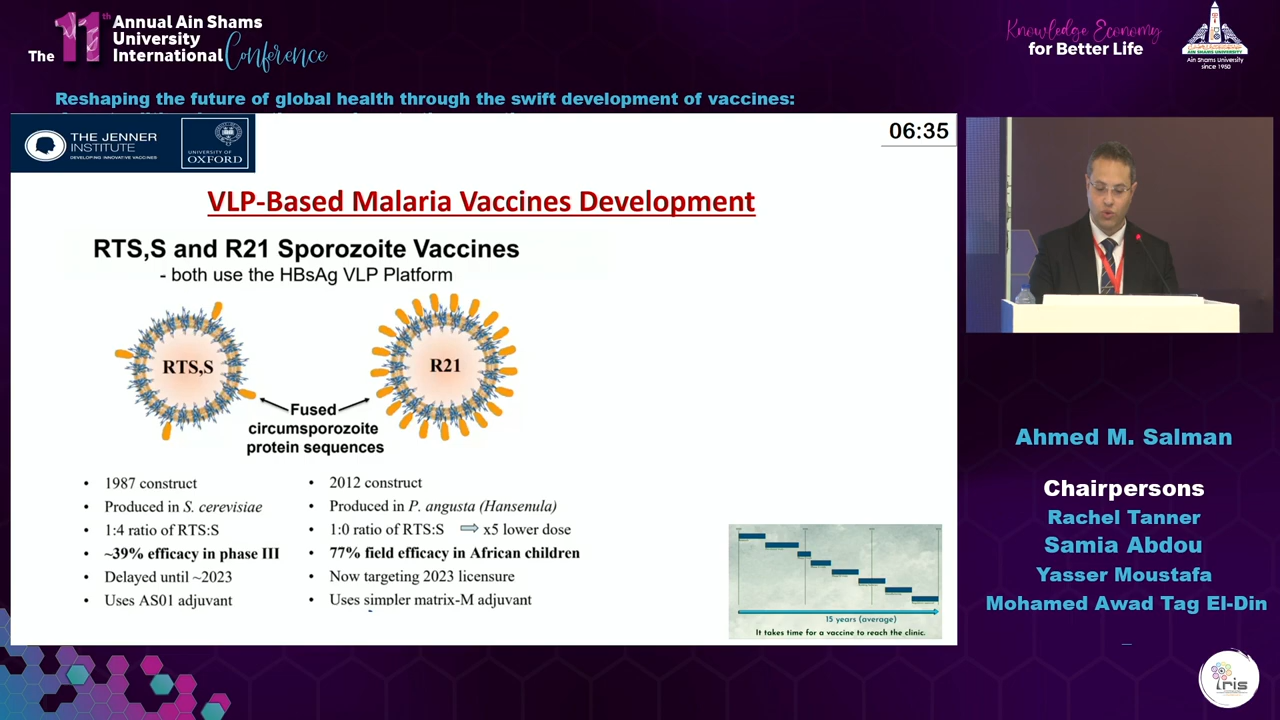 The 11th Annual Ain Shams
University
International Conference
Knowledge Economy
for Better Life
AIN SHAMS UNIVERSITY
Ain Shams University
since 1950
Reshaping the future of global health through the swift development of vaccines:
THE JENNER
INSTITUTE
DEVELOPING INNOVATIVE VACCINES
UNIVERSITY OF
OXFORD
06:35
VLP-Based Malaria Vaccines Development
RTS,S and R21 Sporozoite Vaccines
- both use the HBsAg VLP Platform
RTS,S
R21
Fused
circumsporozoite
protein sequences
• 1987 construct
• Produced in S. cerevisiae
• 1:4 ratio of RTS:S
• ~39% efficacy in phase III
• Delayed until ~2023
• Uses AS01 adjuvant
• 2012 construct
• Produced in P. angusta (Hansenula)
• 1:0 ratio of RTS:S ⇨ x5 lower dose
• 77% field efficacy in African children
• Now targeting 2023 licensure
• Uses simpler matrix-M adjuvant
15 years (average)
It takes time for a vaccine to reach the clinic.
Ahmed M. Salman
Chairpersons
Rachel Tanner
Samia Abdou
Yasser Moustafa
Mohamed Awad Tag El-Din
iris